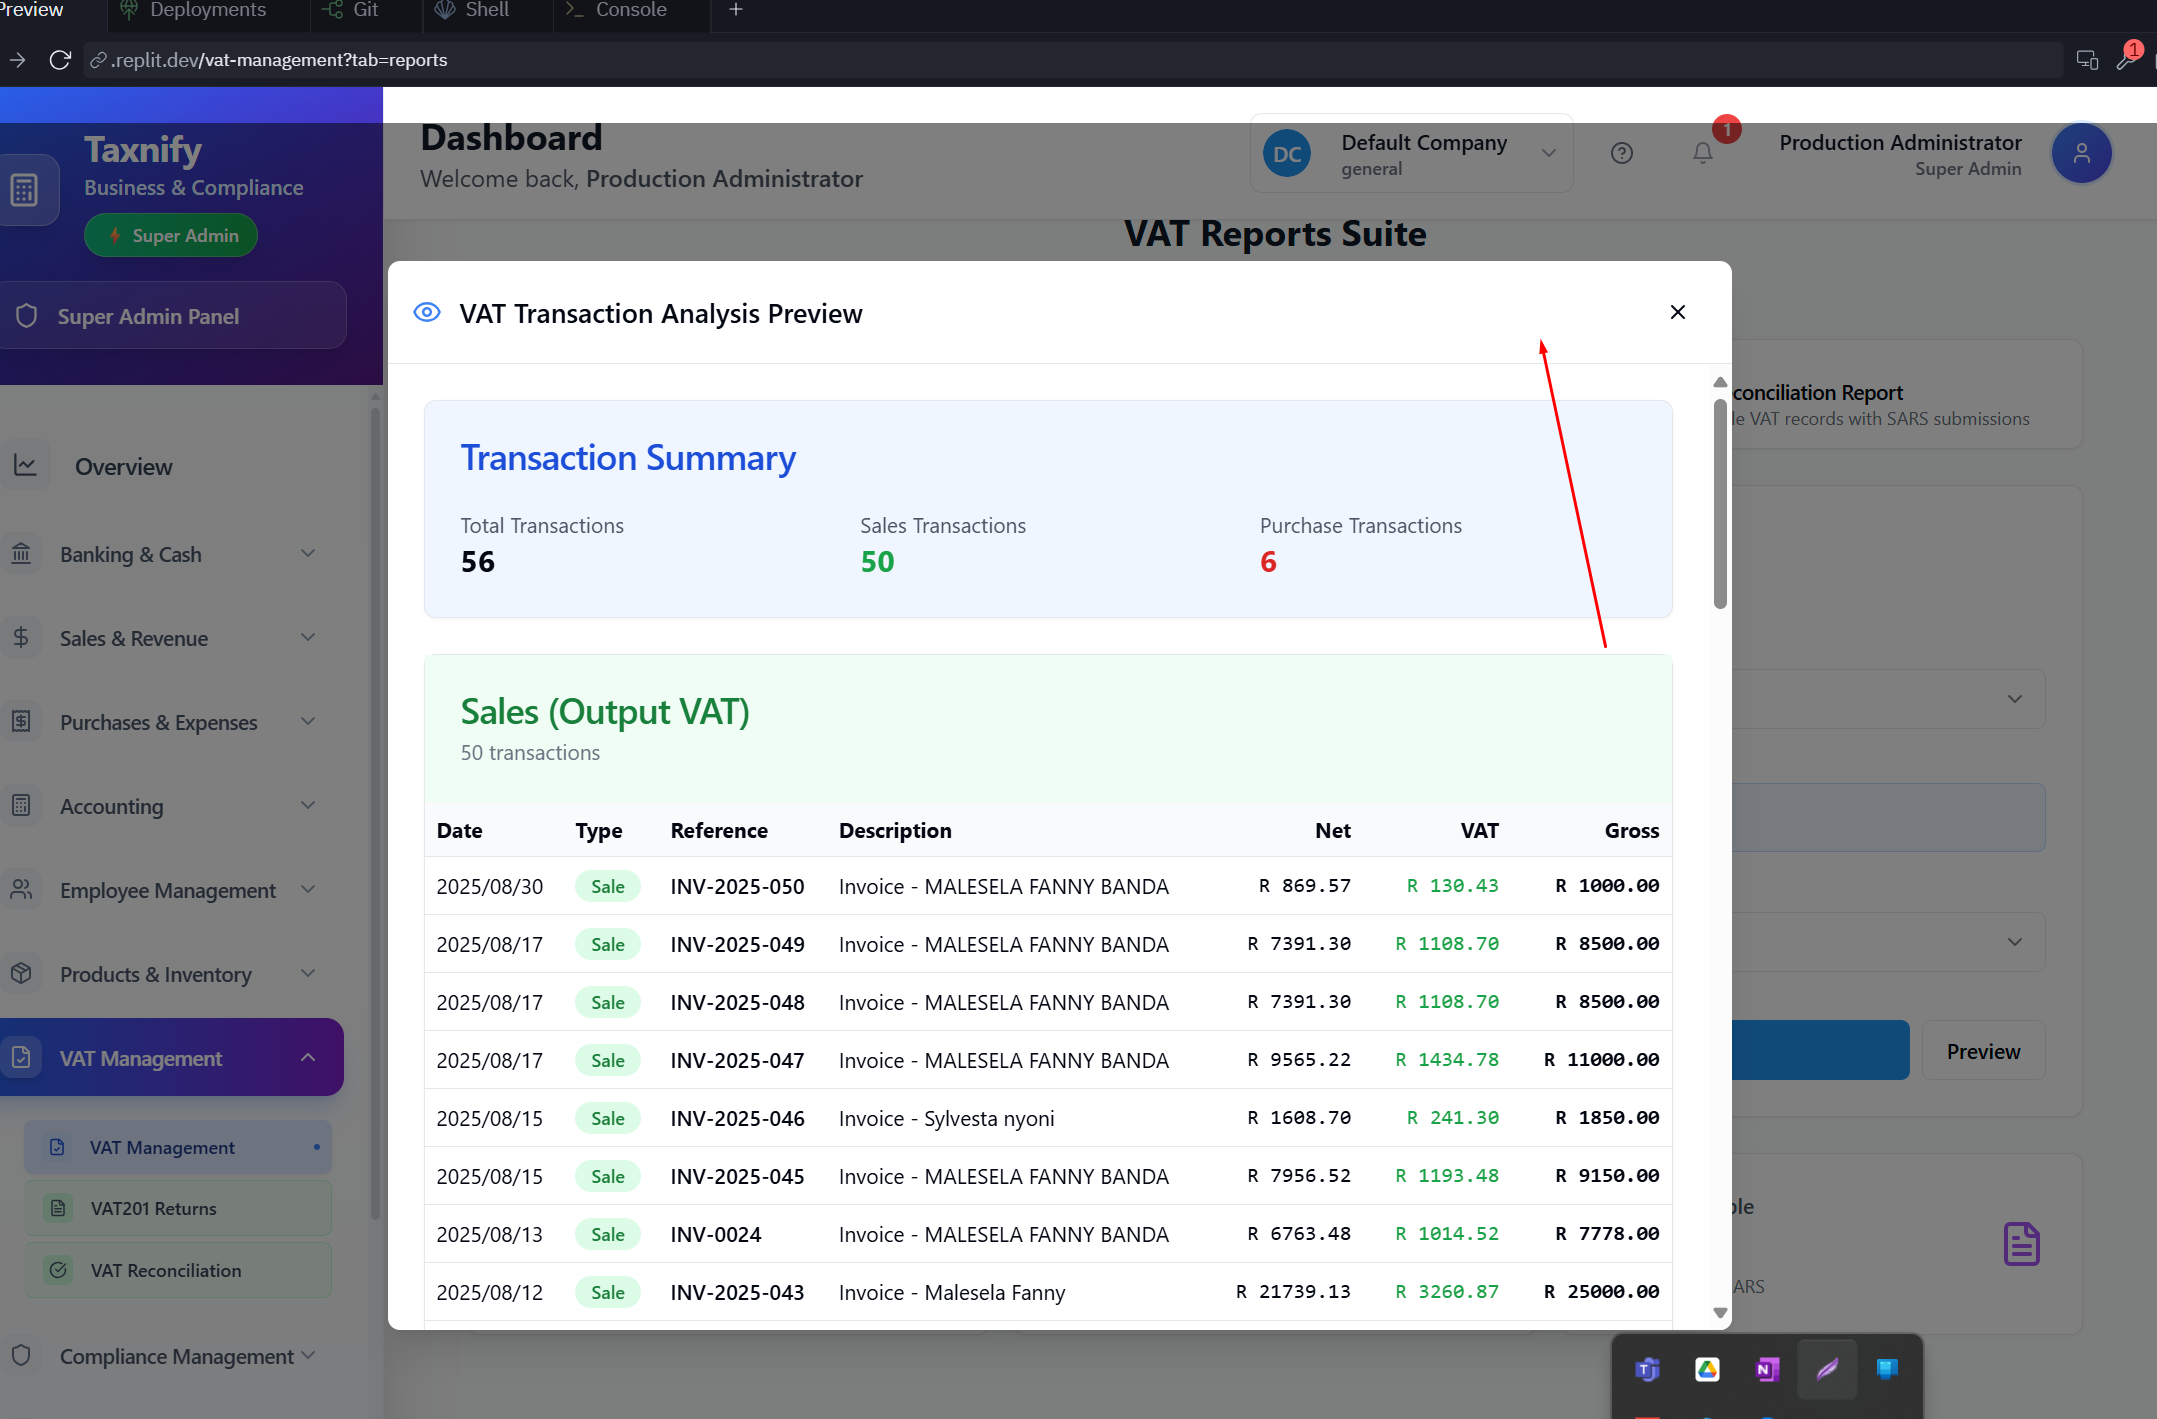 Preview
Deployments
Git
Shell
Console
.replit.dev/vat-management?tab=reports
1
Taxnify
Business & Compliance
Super Admin
Super Admin Panel
Overview
Banking & Cash
Sales & Revenue
Purchases & Expenses
Accounting
Employee Management
Products & Inventory
VAT Management
VAT Management
VAT201 Returns
VAT Reconciliation
Compliance Management
Dashboard
Welcome back, Production Administrator
DC
Default Company
general
1
Production Administrator
Super Admin
VAT Reports Suite
VAT Transaction Analysis Preview
Transaction Summary
Total Transactions
56
Sales Transactions
50
Purchase Transactions
6
Sales (Output VAT)
50 transactions
Date Type Reference Description Net VAT Gross
2025/08/30 Sale INV-2025-050 Invoice - MALESELA FANNY BANDA R 869.57 R 130.43 R 1000.00
2025/08/17 Sale INV-2025-049 Invoice - MALESELA FANNY BANDA R 7391.30 R 1108.70 R 8500.00
2025/08/17 Sale INV-2025-048 Invoice - MALESELA FANNY BANDA R 7391.30 R 1108.70 R 8500.00
2025/08/17 Sale INV-2025-047 Invoice - MALESELA FANNY BANDA R 9565.22 R 1434.78 R 11000.00
2025/08/15 Sale INV-2025-046 Invoice - Sylvesta nyoni R 1608.70 R 241.30 R 1850.00
2025/08/15 Sale INV-2025-045 Invoice - MALESELA FANNY BANDA R 7956.52 R 1193.48 R 9150.00
2025/08/13 Sale INV-0024 Invoice - MALESELA FANNY BANDA R 6763.48 R 1014.52 R 7778.00
2025/08/12 Sale INV-2025-043 Invoice - Malesela Fanny R 21739.13 R 3260.87 R 25000.00
conciliation Report
le VAT records with SARS submissions
Preview
ble
ARS